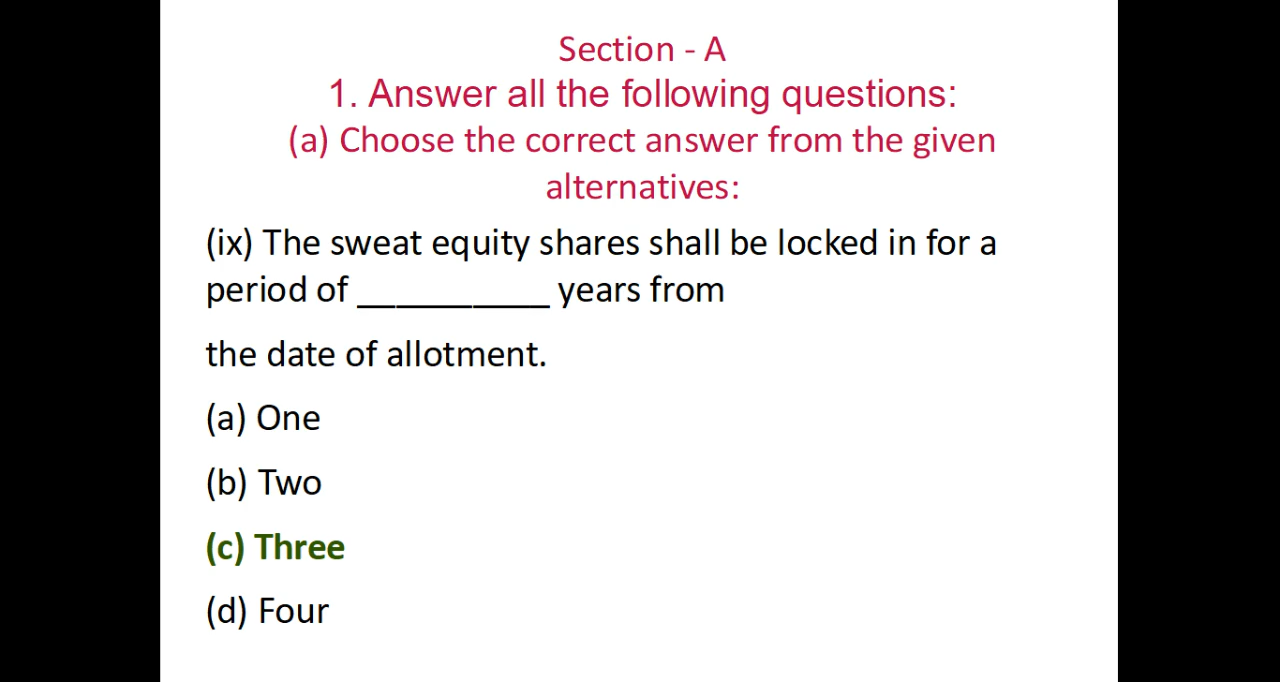 Section - A
1. Answer all the following questions:
(a) Choose the correct answer from the given
alternatives:
(ix) The sweat equity shares shall be locked in for a
period of __________ years from
the date of allotment.
(a) One
(b) Two
(c) Three
(d) Four